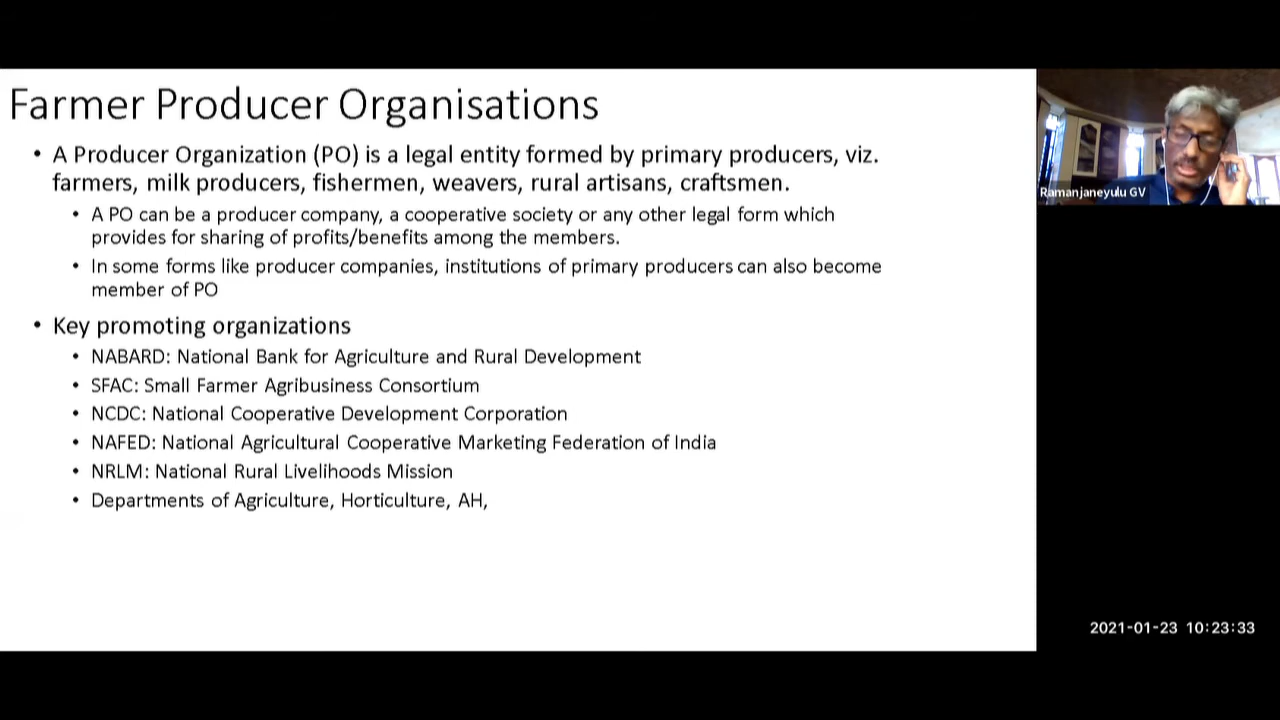 Farmer Producer Organisations
• A Producer Organization (PO) is a legal entity formed by primary producers, viz.
farmers, milk producers, fishermen, weavers, rural artisans, craftsmen.
• A PO can be a producer company, a cooperative society or any other legal form which
provides for sharing of profits/benefits among the members.
• In some forms like producer companies, institutions of primary producers can also become
member of PO
• Key promoting organizations
• NABARD: National Bank for Agriculture and Rural Development
• SFAC: Small Farmer Agribusiness Consortium
• NCDC: National Cooperative Development Corporation
• NAFED: National Agricultural Cooperative Marketing Federation of India
• NRLM: National Rural Livelihoods Mission
• Departments of Agriculture, Horticulture, AH,
Ramanjaneyulu GV
2021-01-23 10:23:33